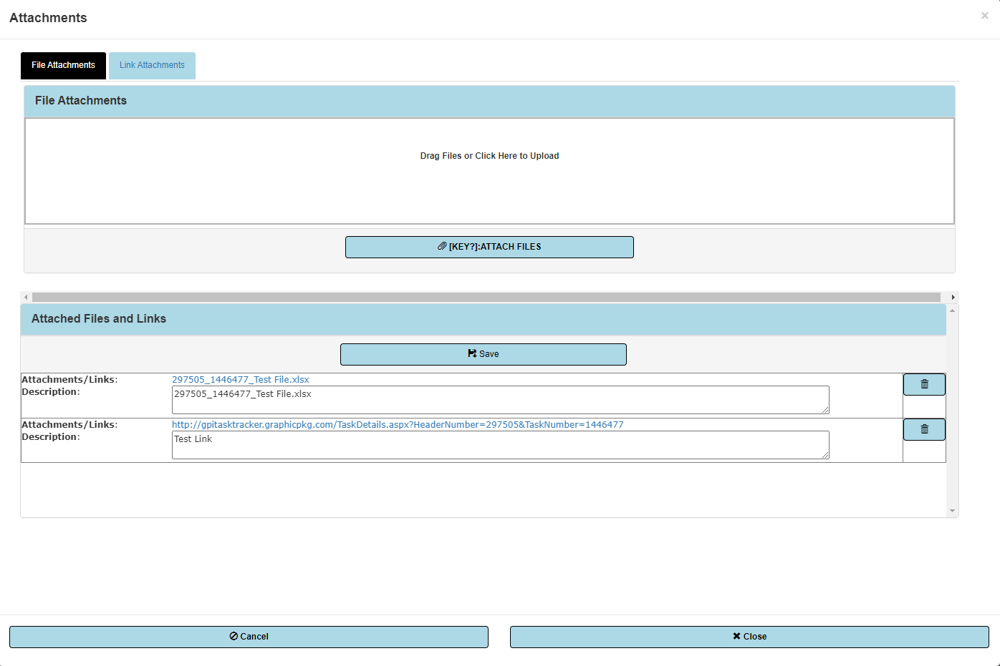 Attachments
×
File Attachments
Link Attachments
File Attachments
Drag Files or Click Here to Upload
[KEY?]:ATTACH FILES
Attached Files and Links
Save
Attachments/Links:
297505_1446477_Test File.xlsx
Description:
297505_1446477_Test File.xlsx
Attachments/Links:
http://gpitasktracker.graphicpkg.com/TaskDetails.aspx?HeaderNumber=297505&TaskNumber=1446477
Description:
Test Link
Cancel
Close